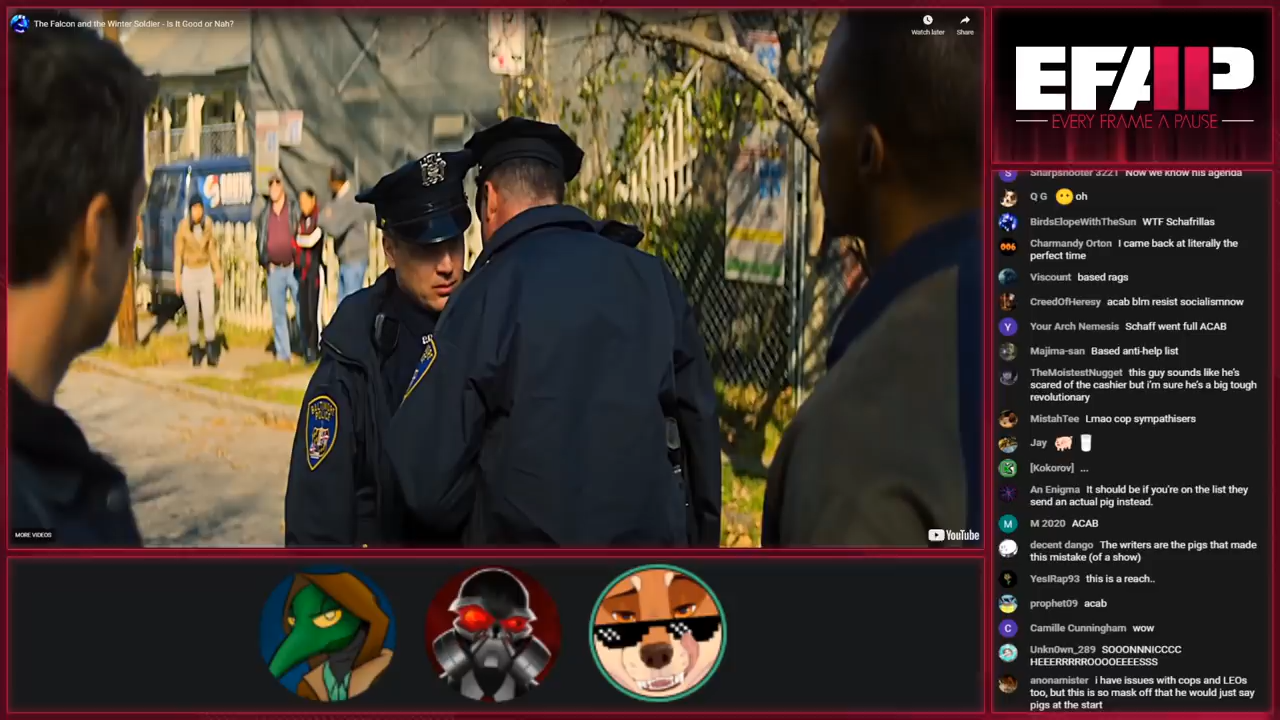 The Falcon and the Winter Soldier - Is It Good or Nah?
Watch later
Share
BALTIMORE
POLICE
MORE VIDEOS
YouTube
EFAP
EVERY FRAME A PAUSE
Sharpshooter 3221 Now we know his agenda
Q G 😶 oh
BirdsElopeWithTheSun WTF Schafrillas
Charmandy Orton I came back at literally the
perfect time
Viscount based rags
CreedOfHeresy acab blm resist socialismnow
Y
Your Arch Nemesis Schaff went full ACAB
Majima-san Based anti-help list
TheMoistestNugget this guy sounds like he's
scared of the cashier but i'm sure he's a big tough
revolutionary
MistahTee Lmao cop sympathisers
Jay 🐖 🥛
[Kokorov] ...
An Enigma It should be if you're on the list they
send an actual pig instead.
M
M 2020 ACAB
decent dango The writers are the pigs that made
this mistake (of a show)
YesIRap93 this is a reach..
prophet09 acab
C
Camille Cunningham wow
Unkn0wn_289 SOOONNNICCCC
HEEERRRRROOOOEEEESSS
anonamister i have issues with cops and LEOs
too, but this is so mask off that he would just say
pigs at the start